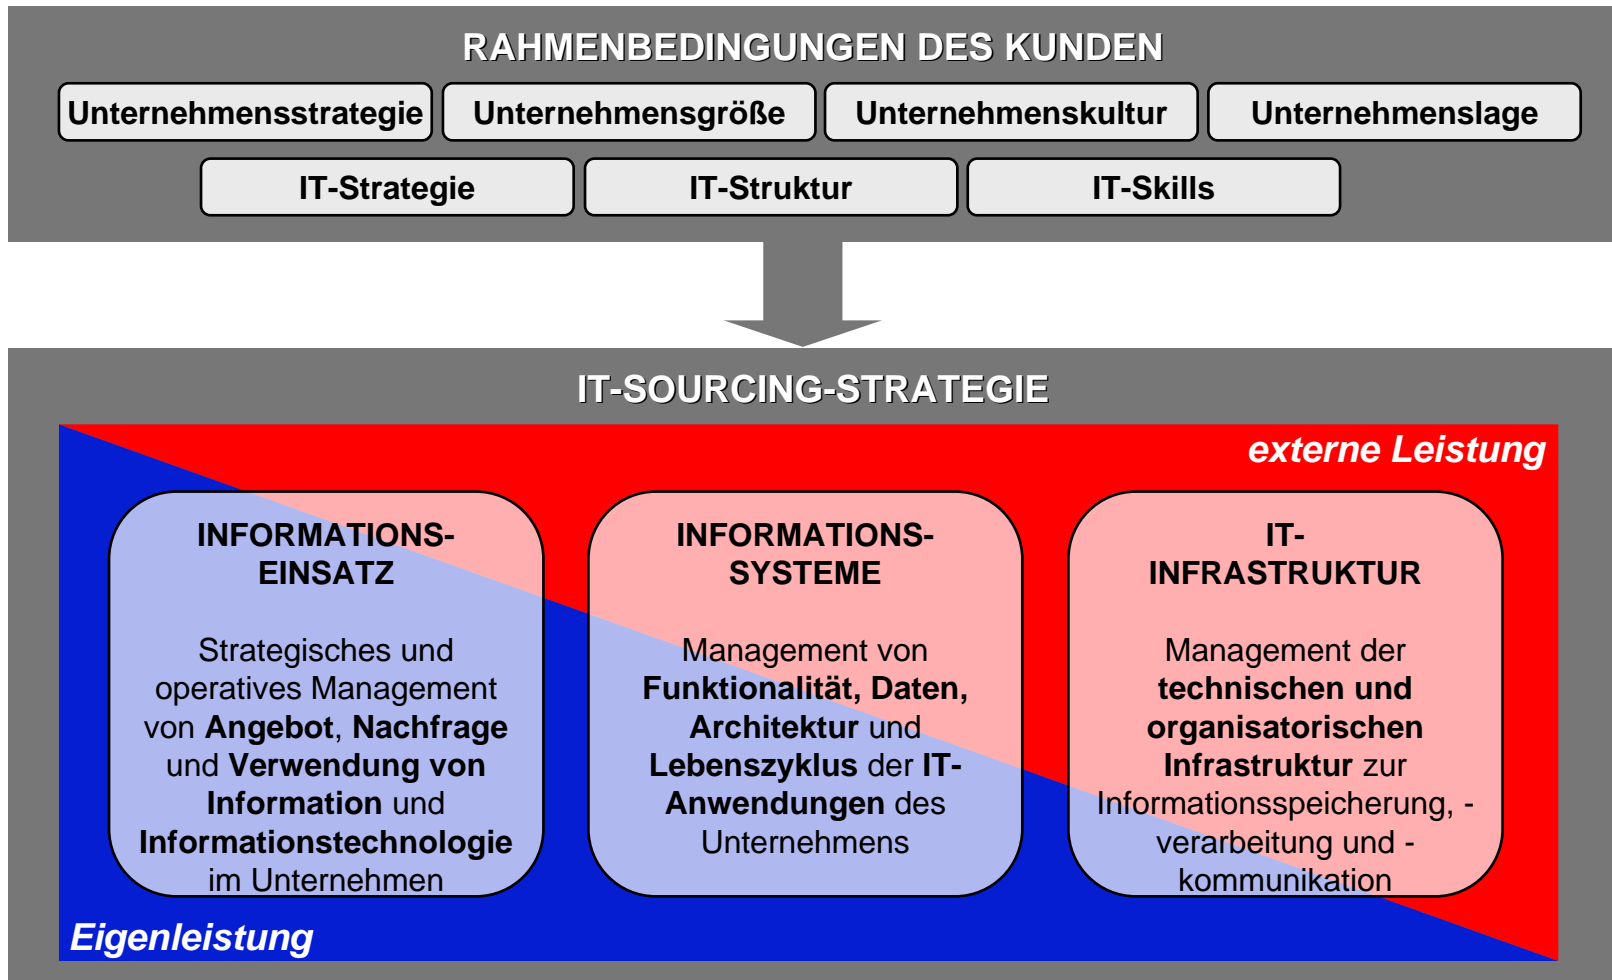 RAHMENBEDINGUNGEN DES KUNDEN
Unternehmensstrategie
Unternehmensgröße
Unternehmenskultur
Unternehmenslage
IT-Strategie
IT-Struktur
IT-Skills
IT-SOURCING-STRATEGIE
externe Leistung
INFORMATIONS-
EINSATZ
Strategisches und
operatives Management
von Angebot, Nachfrage
und Verwendung von
Information und
Informationstechnologie
im Unternehmen
INFORMATIONS-
SYSTEME
Management von
Funktionalität, Daten,
Architektur und
Lebenszyklus der IT-
Anwendungen des
Unternehmens
IT-
INFRASTRUKTUR
Management der
technischen und
organisatorischen
Infrastruktur zur
Informationsspeicherung, -
verarbeitung und -
kommunikation
Eigenleistung